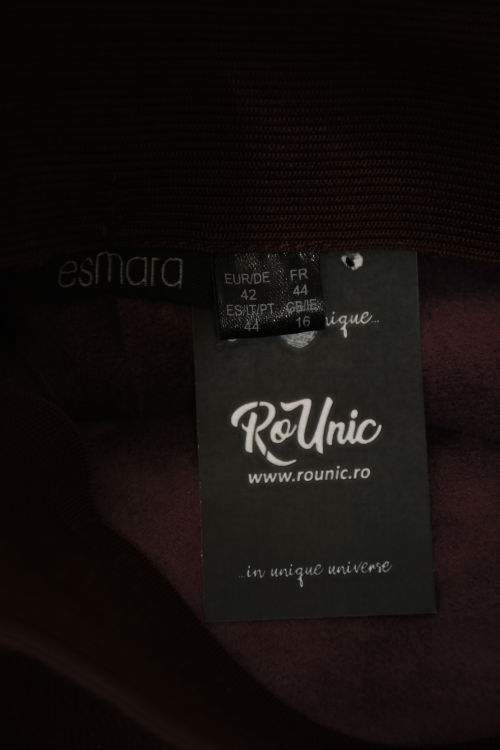 esmara
EUR/DE FR
42 44
ES/IT/PT GB/IE
44 16
RoUnic
www.rounic.ro
...in unique universe